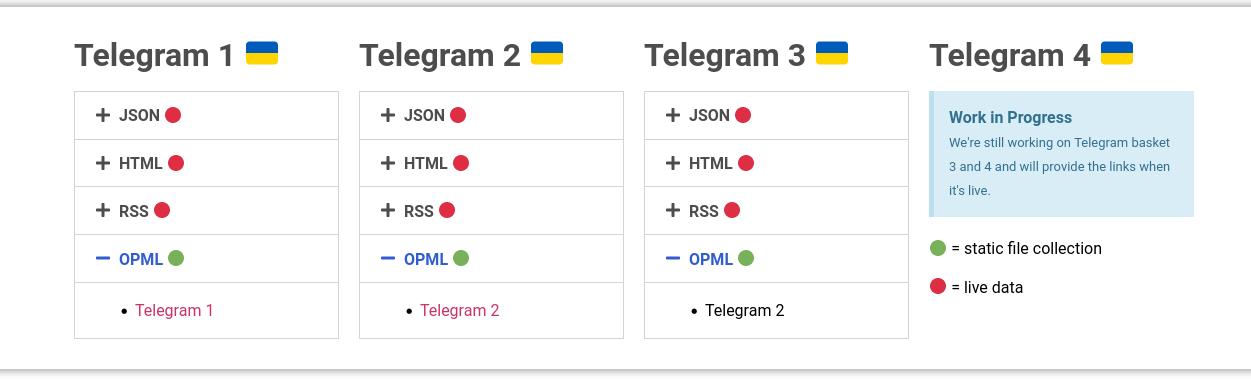 Telegram 1
JSON
HTML
RSS
OPML
Telegram 1
Telegram 2
JSON
HTML
RSS
OPML
Telegram 2
Telegram 3
JSON
HTML
RSS
OPML
Telegram 2
Telegram 4
Work in Progress
We're still working on Telegram basket
3 and 4 and will provide the links when
it's live.
= static file collection
= live data